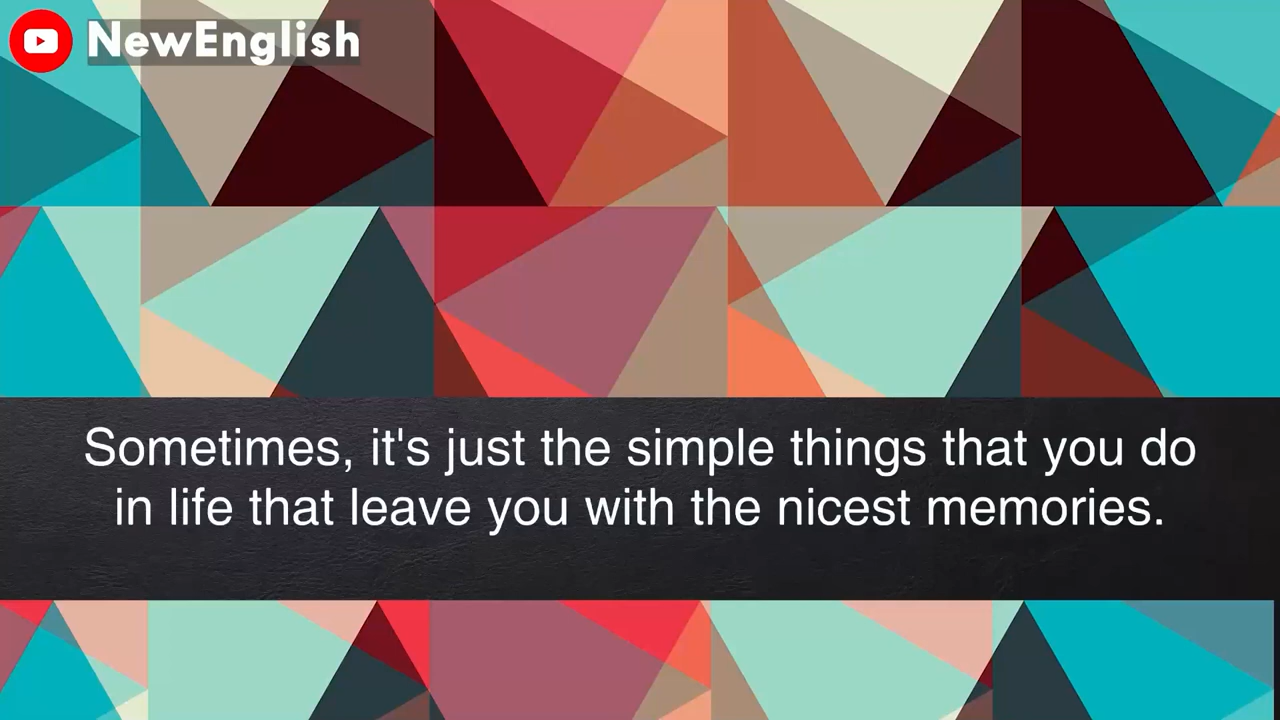 NewEnglish
Sometimes, it's just the simple things that you do
in life that leave you with the nicest memories.